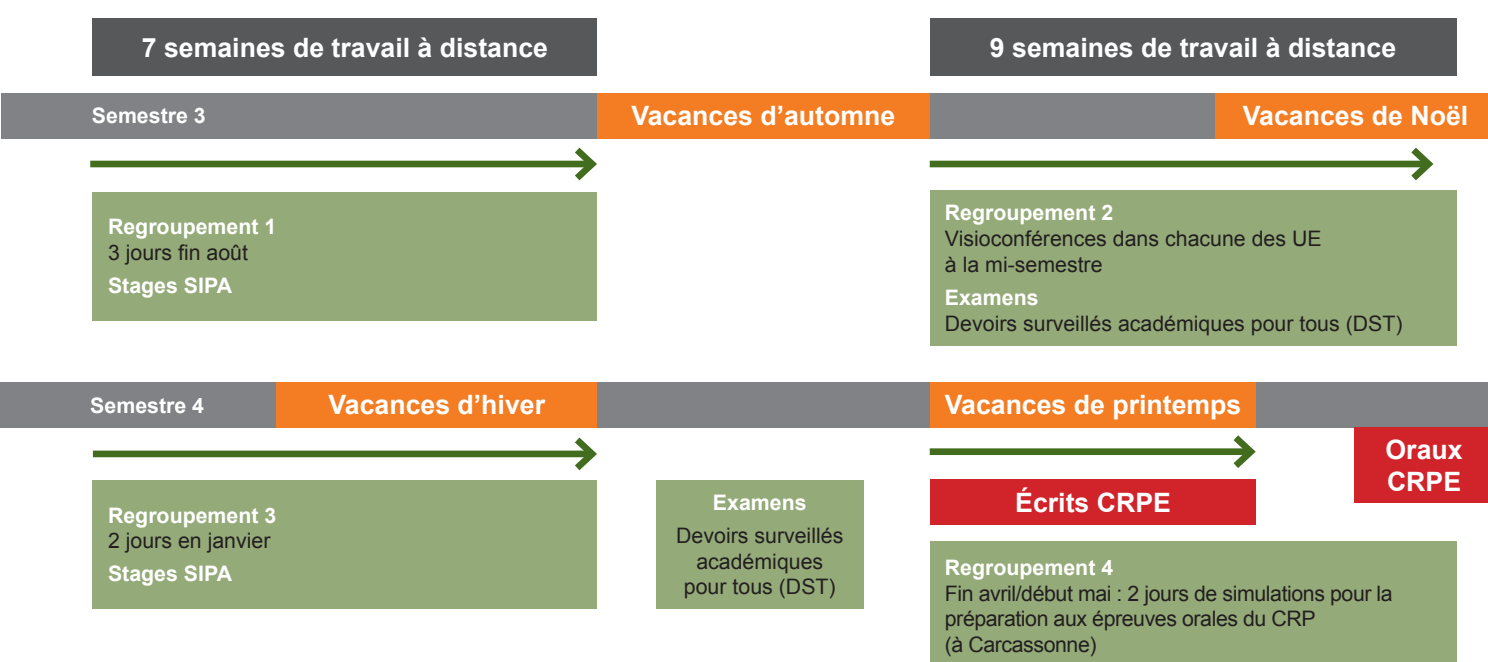 7 semaines de travail à distance
9 semaines de travail à distance
Semestre 3
Vacances d'automne
Vacances de Noël
Regroupement 1
3 jours fin août
Stages SIPA
Regroupement 2
Visioconférences dans chacune des UE
à la mi-semestre
Examens
Devoirs surveillés académiques pour tous (DST)
Semestre 4
Vacances d'hiver
Vacances de printemps
Oraux
CRPE
Regroupement 3
2 jours en janvier
Stages SIPA
Examens
Devoirs surveillés
académiques
pour tous (DST)
Écrits CRPE
Regroupement 4
Fin avril/début mai : 2 jours de simulations pour la
préparation aux épreuves orales du CRP
(à Carcassonne)